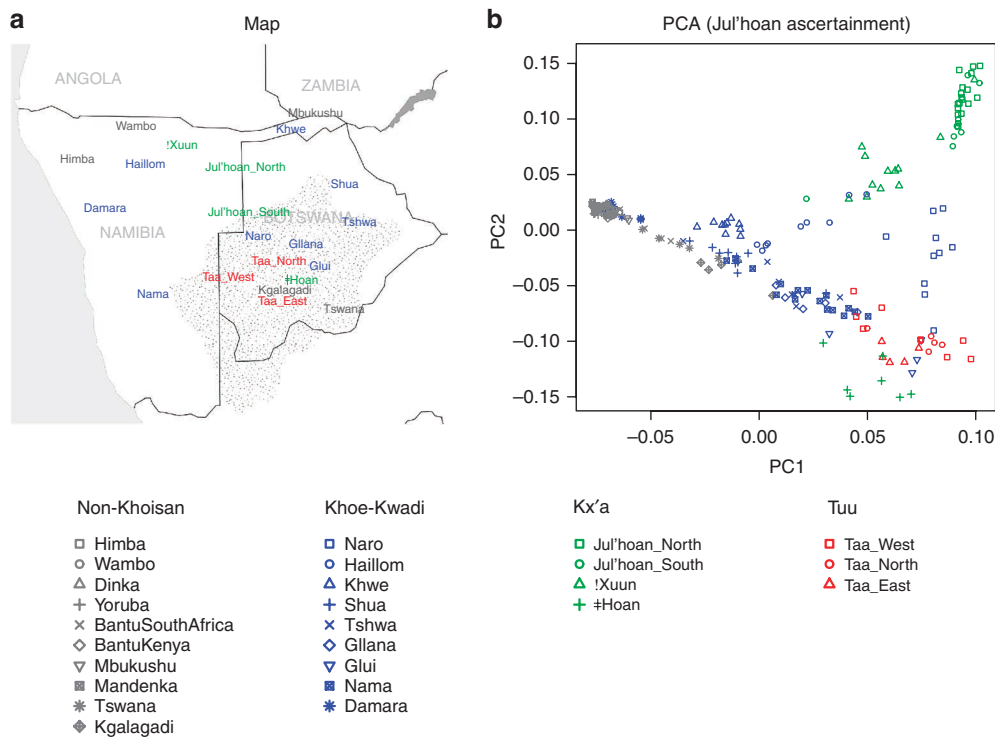 a
Map
ANGOLA
ZAMBIA
Mbukushu
Wambo
Khwe
!Xuun
Himba
Haillom
Jul'hoan_North
Shua
Damara
Jul'hoan_South
BOTSWANA
Tshwa
NAMIBIA
Naro
Gllana
Taa_North
Glui
Taa_West
ǂHoan
Nama
Kgalagadi
Taa_East
Tswana
b
PCA (Jul'hoan ascertainment)
0.15
0.10
0.05
0.00
−0.05
−0.10
−0.15
PC2
−0.05
0.00
0.05
0.10
PC1
Non-Khoisan
Himba
Wambo
Dinka
Yoruba
BantuSouthAfrica
BantuKenya
Mbukushu
Mandenka
Tswana
Kgalagadi
Khoe-Kwadi
Naro
Haillom
Khwe
Shua
Tshwa
Gllana
Glui
Nama
Damara
Kx'a
Jul'hoan_North
Jul'hoan_South
!Xuun
ǂHoan
Tuu
Taa_West
Taa_North
Taa_East